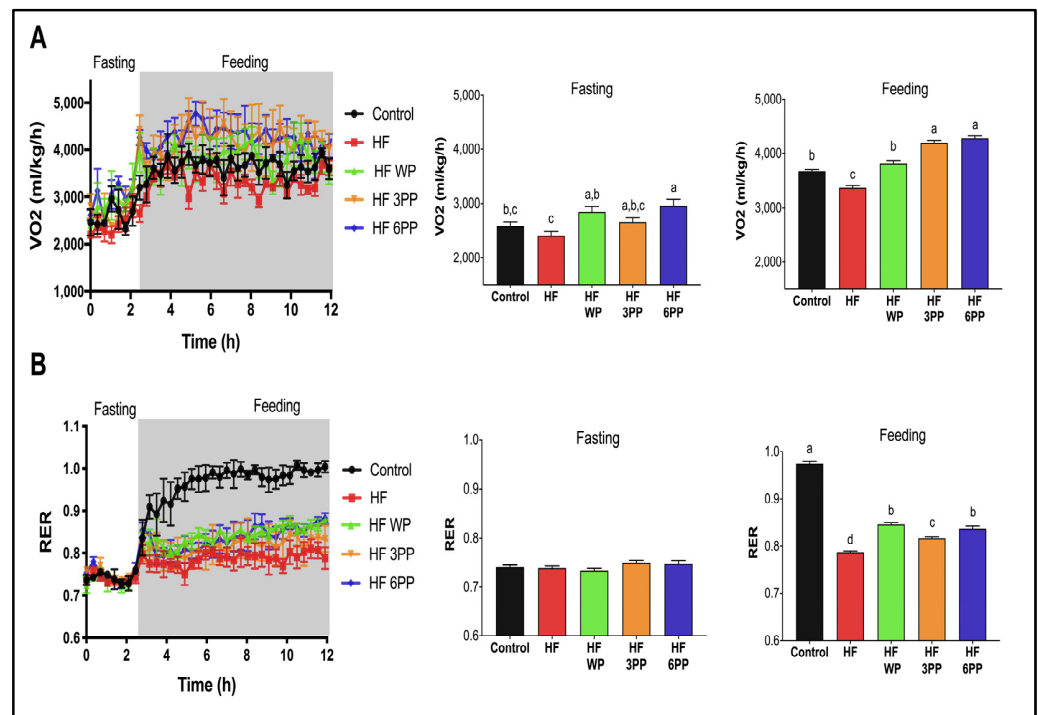 A
Fasting Feeding
5,000
4,000
3,000
2,000
1,000
VO2 (ml/kg/h)
0 2 4 6 8 10 12
Time (h)
Control
HF
HF WP
HF 3PP
HF 6PP
Fasting
5,000
4,000
3,000
2,000
VO2 (ml/kg/h)
b,c c a,b a,b,c a
Control HF HF HF HF
WP 3PP 6PP
Feeding
5,000
4,000
3,000
2,000
VO2 (ml/kg/h)
b c b a a
Control HF HF HF HF
WP 3PP 6PP
B
Fasting Feeding
1.1
1.0
0.9
0.8
0.7
0.6
RER
0 2 4 6 8 10 12
Time (h)
Control
HF
HF WP
HF 3PP
HF 6PP
Fasting
1.0
0.9
0.8
0.7
0.6
RER
Control HF HF HF HF
WP 3PP 6PP
Feeding
1.0
0.9
0.8
0.7
0.6
RER
a d b c b
Control HF HF HF HF
WP 3PP 6PP